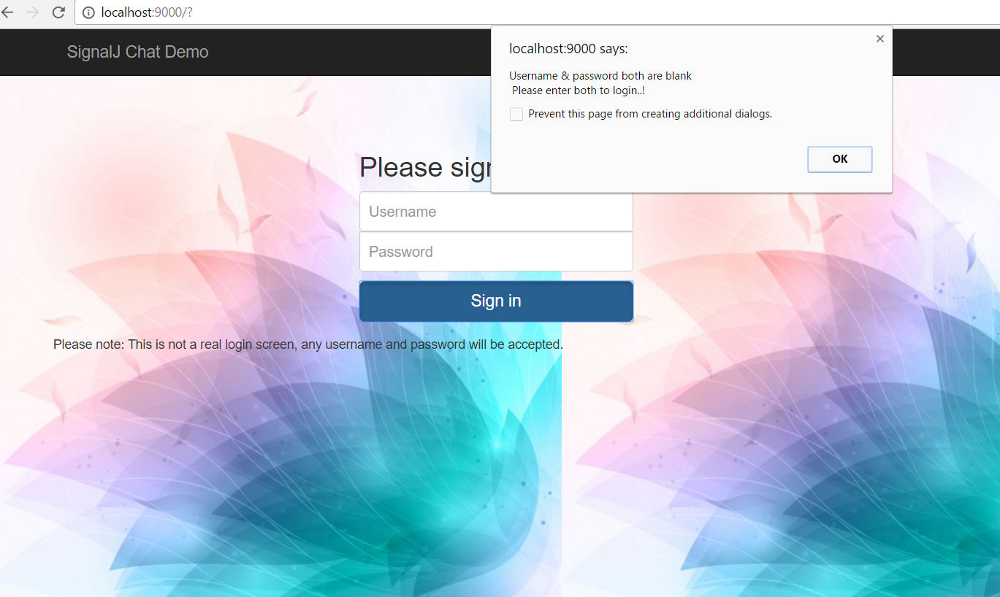 localhost:9000/?
SignalJ Chat Demo
localhost:9000 says:
Username & password both are blank
Please enter both to login..!
Prevent this page from creating additional dialogs.
OK
Please sign
Username
Password
Sign in
Please note: This is not a real login screen, any username and password will be accepted.